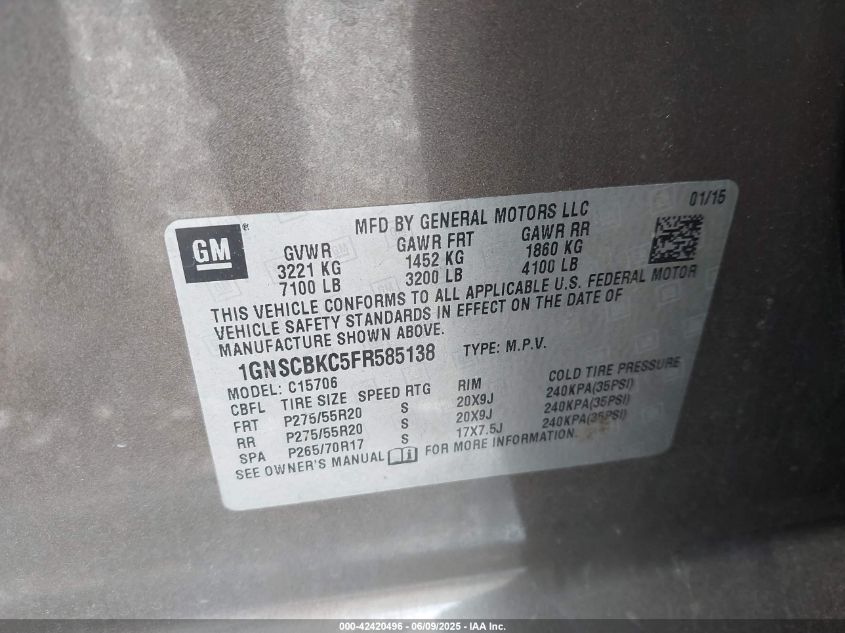 01/15
MFD BY GENERAL MOTORS LLC
GM ®
GVWR GAWR FRT GAWR RR
3221 KG 1452 KG 1860 KG
7100 LB 3200 LB 4100 LB
THIS VEHICLE CONFORMS TO ALL APPLICABLE U.S. FEDERAL MOTOR
VEHICLE SAFETY STANDARDS IN EFFECT ON THE DATE OF
MANUFACTURE SHOWN ABOVE.
1GNSCBKC5FR585138 TYPE: M.P.V.
MODEL: C15706
CBFL TIRE SIZE SPEED RTG RIM COLD TIRE PRESSURE
FRT P275/55R20 S 20X9J 240KPA(35PSI)
RR P275/55R20 S 20X9J 240KPA(35PSI)
SPA P265/70R17 S 17X7.5J 240KPA(35PSI)
SEE OWNER'S MANUAL FOR MORE INFORMATION.
000-42420496 - 06/09/2025 - IAA Inc.